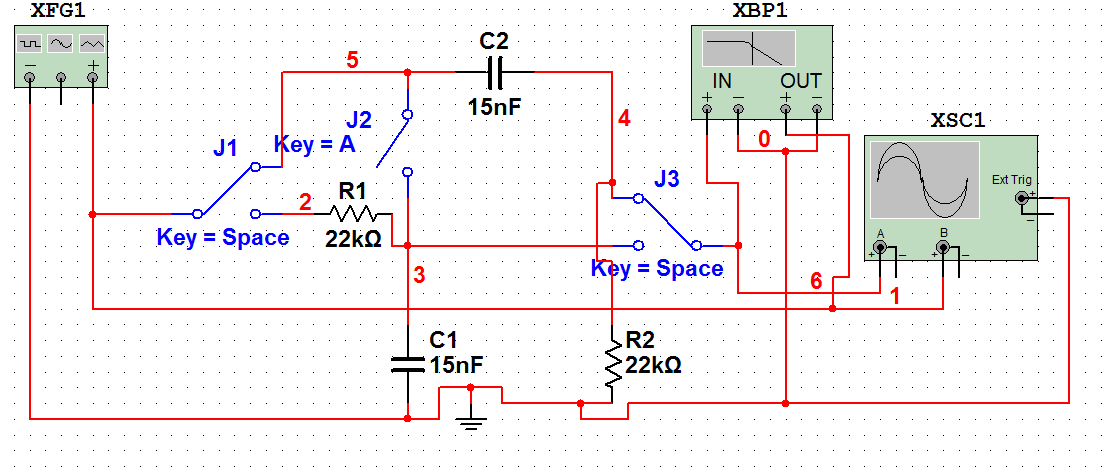 XFG1
XBP1
C2
5
15nF
IN OUT
+ - + -
- +
J2
Key = A
4
0
XSC1
J1
Ext Trig
+
-
J3
2
R1
Key = Space
22kΩ
A B
+ - + -
3
Key = Space
6
1
C1
15nF
R2
22kΩ